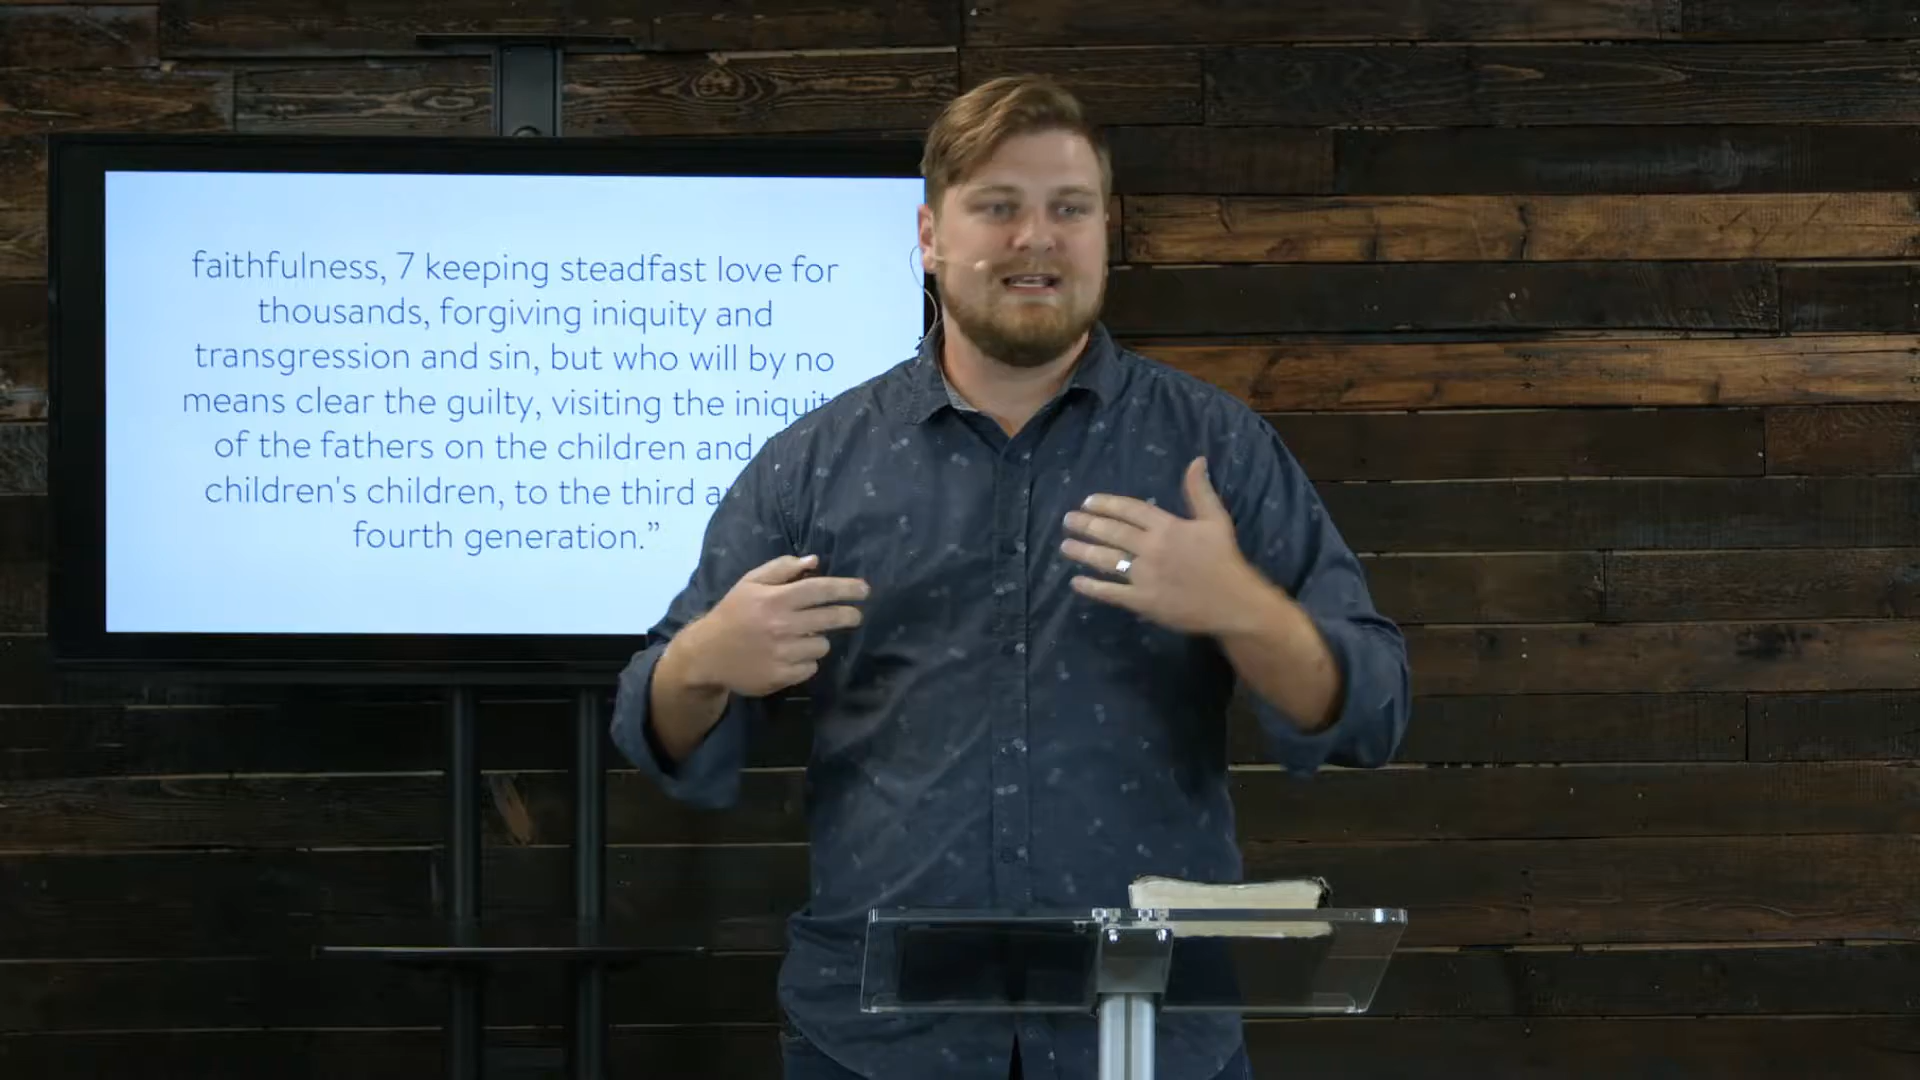 faithfulness, 7 keeping steadfast love for
thousands, forgiving iniquity and
transgression and sin, but who will by no
means clear the guilty, visiting the
of the fathers on the children and
children's children, to the third
fourth generation.”